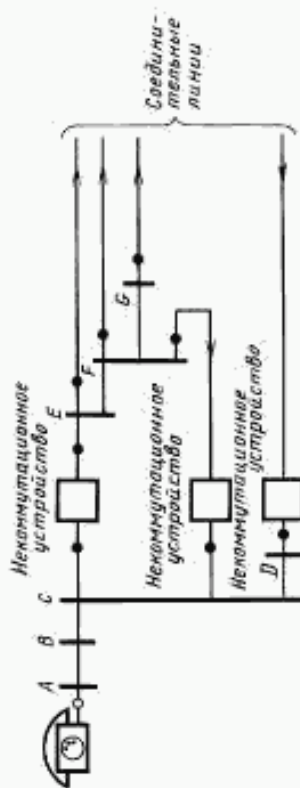 Соедини-
тельные
линии
Некоммутационное
устройство
Некоммутационное
устройство
Некоммутационное
устройство
A
B
C
D
E
F
G